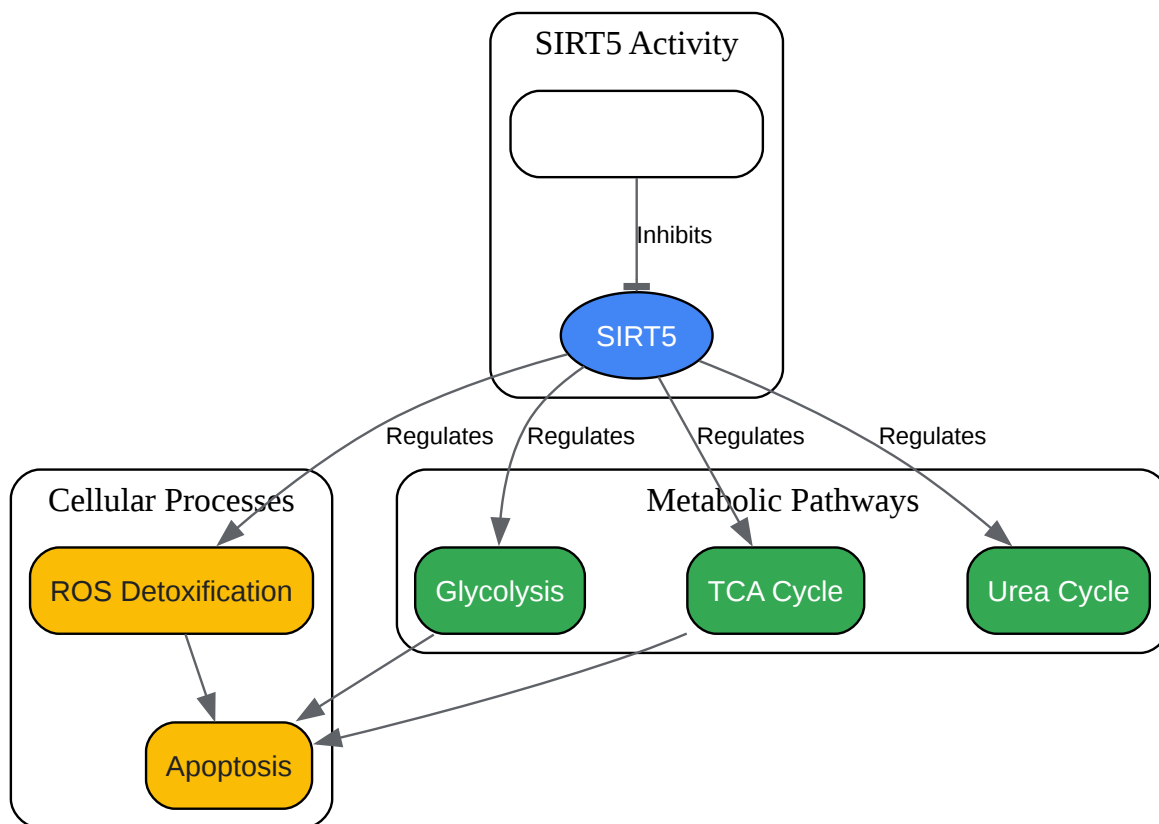 SIRT5 Activity
Inhibits
SIRT5
Regulates
Regulates
Regulates
Regulates
Cellular Processes
Metabolic Pathways
ROS Detoxification
Glycolysis
TCA Cycle
Urea Cycle
Apoptosis